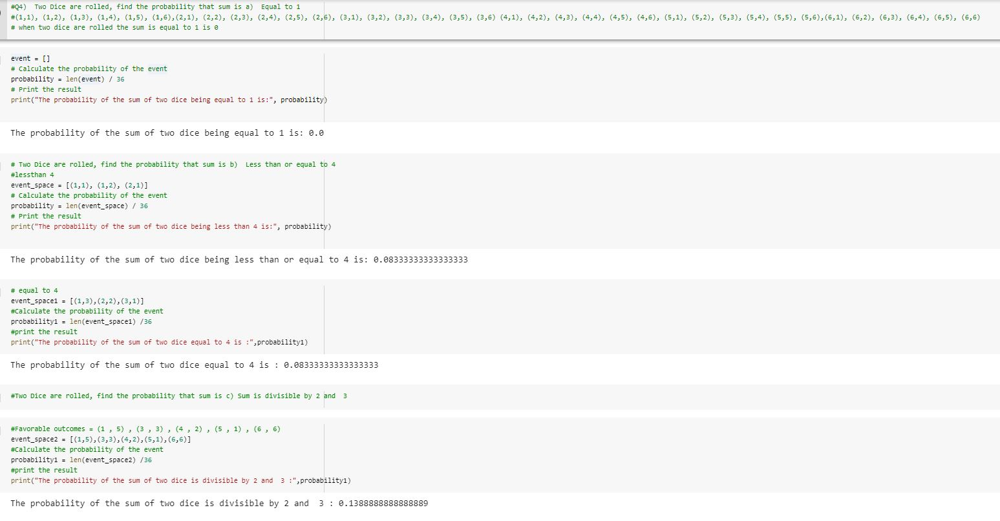 #Q4)  Two Dice are rolled, find the probability that sum is a)  Equal to 1
#(1,1), (1,2), (1,3), (1,4), (1,5), (1,6),(2,1), (2,2), (2,3), (2,4), (2,5), (2,6), (3,1), (3,2), (3,3), (3,4), (3,5), (3,6) (4,1), (4,2), (4,3), (4,4), (4,5), (4,6), (5,1), (5,2), (5,3), (5,4), (5,5), (5,6),(6,1), (6,2), (6,3), (6,4), (6,5), (6,6)
# when two dice are rolled the sum is equal to 1 is 0
event = []
# Calculate the probability of the event
probability = len(event) / 36
# Print the result
print("The probability of the sum of two dice being equal to 1 is:", probability)
The probability of the sum of two dice being equal to 1 is: 0.0
# Two Dice are rolled, find the probability that sum is b)  Less than or equal to 4
#lessthan 4
event_space = [(1,1), (1,2), (2,1)]
# Calculate the probability of the event
probability = len(event_space) / 36
# Print the result
print("The probability of the sum of two dice being less than 4 is:", probability)
The probability of the sum of two dice being less than or equal to 4 is: 0.08333333333333333
# equal to 4
event_space1 = [(1,3),(2,2),(3,1)]
#Calculate the probability of the event
probability1 = len(event_space1) /36
#print the result
print("The probability of the sum of two dice equal to 4 is :",probability1)
The probability of the sum of two dice equal to 4 is : 0.08333333333333333
#Two Dice are rolled, find the probability that sum is c) Sum is divisible by 2 and  3
#Favorable outcomes = (1 , 5) , (3 , 3) , (4 , 2) , (5 , 1) , (6 , 6)
event_space2 = [(1,5),(3,3),(4,2),(5,1),(6,6)]
#Calculate the probability of the event
probability1 = len(event_space2) /36
#print the result
print("The probability of the sum of two dice is divisible by 2 and  3 :",probability1)
The probability of the sum of two dice is divisible by 2 and  3 : 0.1388888888888889